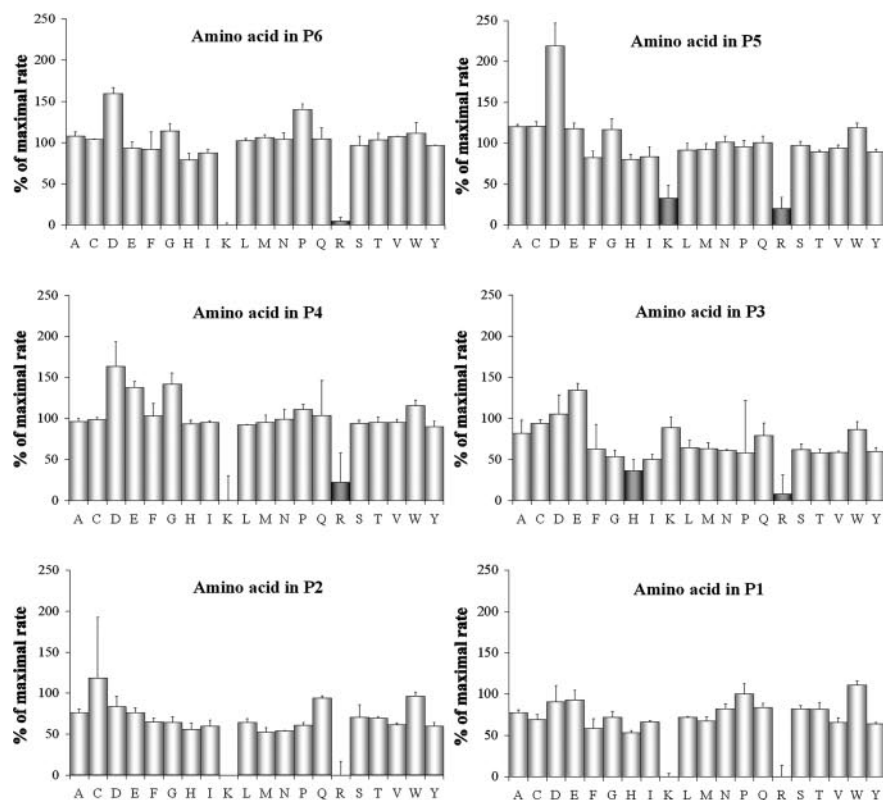 Amino acid in P6
% of maximal rate
250
200
150
100
50
0
A C D E F G H I K L M N P Q R S T V W Y
Amino acid in P5
% of maximal rate
250
200
150
100
50
0
A C D E F G H I K L M N P Q R S T V W Y
Amino acid in P4
% of maximal rate
250
200
150
100
50
0
A C D E F G H I K L M N P Q R S T V W Y
Amino acid in P3
% of maximal rate
250
200
150
100
50
0
A C D E F G H I K L M N P Q R S T V W Y
Amino acid in P2
% of maximal rate
250
200
150
100
50
0
A C D E F G H I K L M N P Q R S T V W Y
Amino acid in P1
% of maximal rate
250
200
150
100
50
0
A C D E F G H I K L M N P Q R S T V W Y